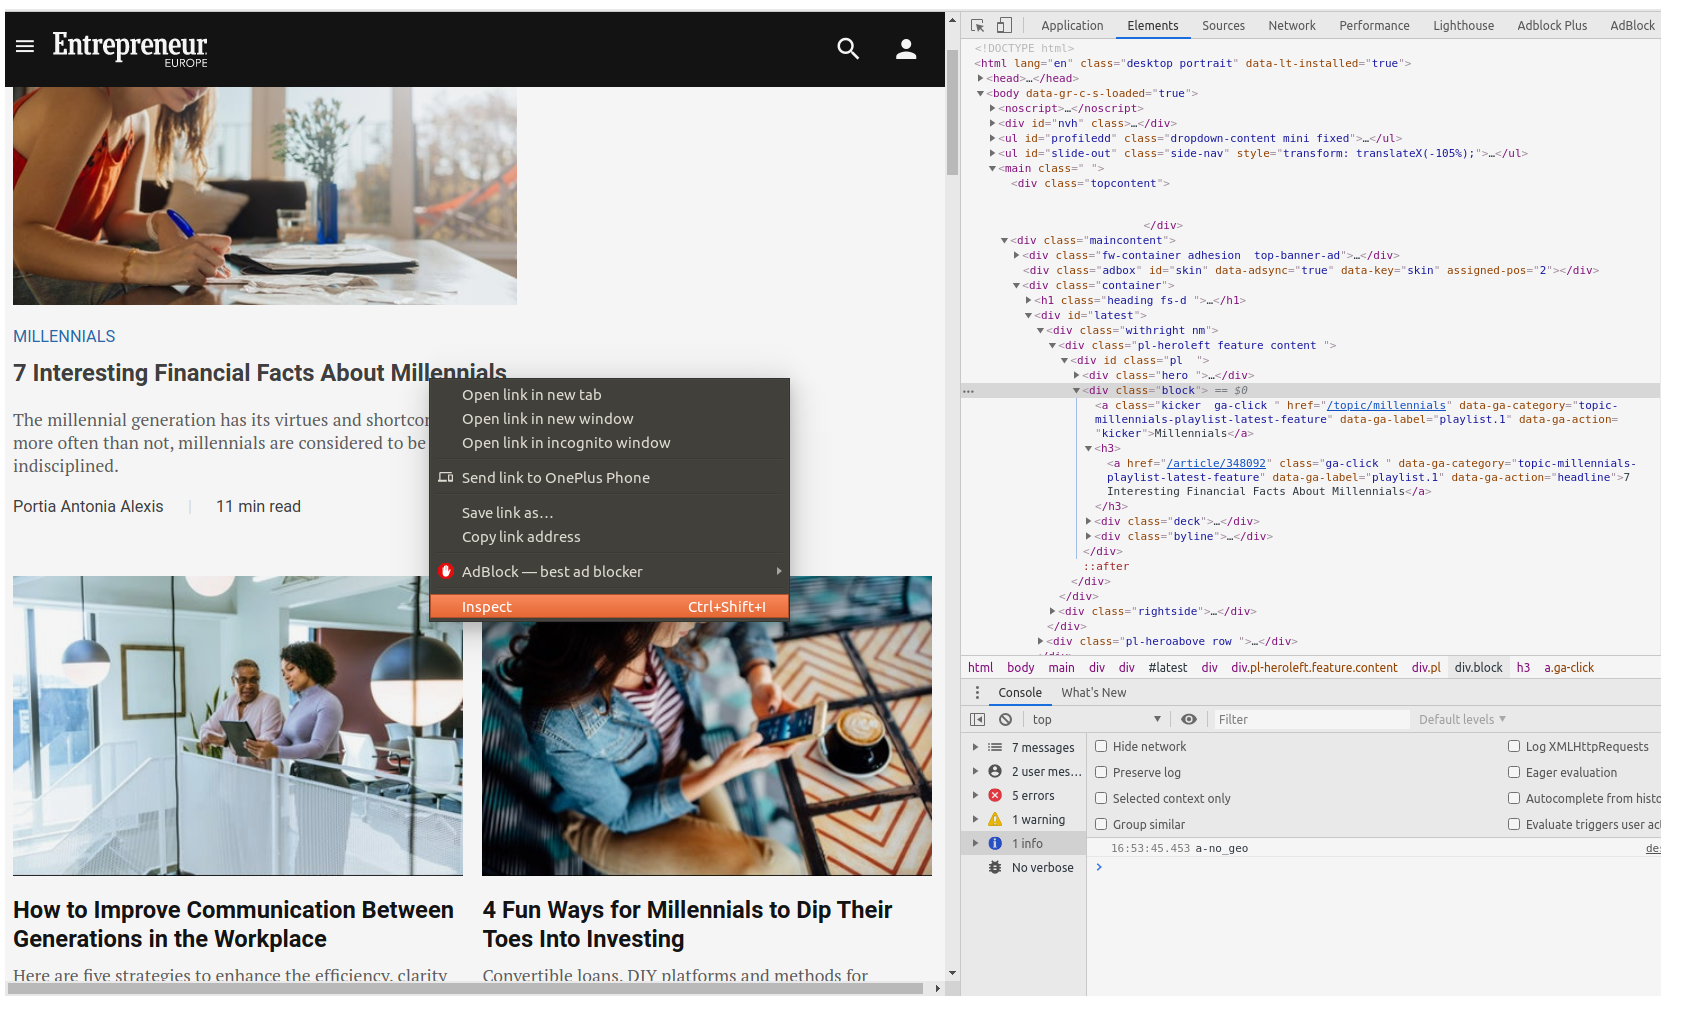 Entrepreneur
EUROPE
MILLENNIALS
7 Interesting Financial Facts About Millennials
The millennial generation has its virtues and shortcor
more often than not, millennials are considered to be
indisciplined.
Portia Antonia Alexis | 11 min read
Open link in new tab
Open link in new window
Open link in incognito window
Send link to OnePlus Phone
Save link as…
Copy link address
AdBlock — best ad blocker
Inspect Ctrl+Shift+I
How to Improve Communication Between
Generations in the Workplace
Here are five strategies to enhance the efficiency, clarity
4 Fun Ways for Millennials to Dip Their
Toes Into Investing
Convertible loans, DIY platforms and methods for
Application Elements Sources Network Performance Lighthouse Adblock Plus AdBlock
<!DOCTYPE html>
<html lang="en" class="desktop portrait" data-lt-installed="true">
<head>…</head>
<body data-gr-c-s-loaded="true">
<noscript>…</noscript>
<div id="nvh" class>…</div>
<ul id="profiledd" class="dropdown-content mini fixed">…</ul>
<ul id="slide-out" class="side-nav" style="transform: translateX(-105%);">…</ul>
<main class=" ">
<div class="topcontent">
</div>
<div class="maincontent">
<div class="fw-container adhesion  top-banner-ad">…</div>
<div class="adbox" id="skin" data-adsync="true" data-key="skin" assigned-pos="2"></div>
<div class="container">
<h1 class="heading fs-d ">…</h1>
<div id="latest">
<div class="withright nm">
<div class="pl-heroleft feature content ">
<div id class="pl  ">
<div class="hero ">…</div>
… <div class="block"> == $0
<a class="kicker  ga-click " href="/topic/millennials" data-ga-category="topic-
millennials-playlist-latest-feature" data-ga-label="playlist.1" data-ga-action=
"kicker">Millennials</a>
<h3>
<a href="/article/348092" class="ga-click " data-ga-category="topic-millennials-
playlist-latest-feature" data-ga-label="playlist.1" data-ga-action="headline">7
Interesting Financial Facts About Millennials</a>
</h3>
<div class="deck">…</div>
<div class="byline">…</div>
</div>
::after
</div>
</div>
<div class="rightside">…</div>
</div>
<div class="pl-heroabove row ">…</div>
html body main div div #latest div div.pl-heroleft.feature.content div.pl div.block h3 a.ga-click
Console What's New
top Filter Default levels
7 messages
2 user mes…
5 errors
1 warning
1 info
No verbose
Hide network Log XMLHttpRequests
Preserve log Eager evaluation
Selected context only Autocomplete from histo
Group similar Evaluate triggers user act
16:53:45.453 a-no_geo de: